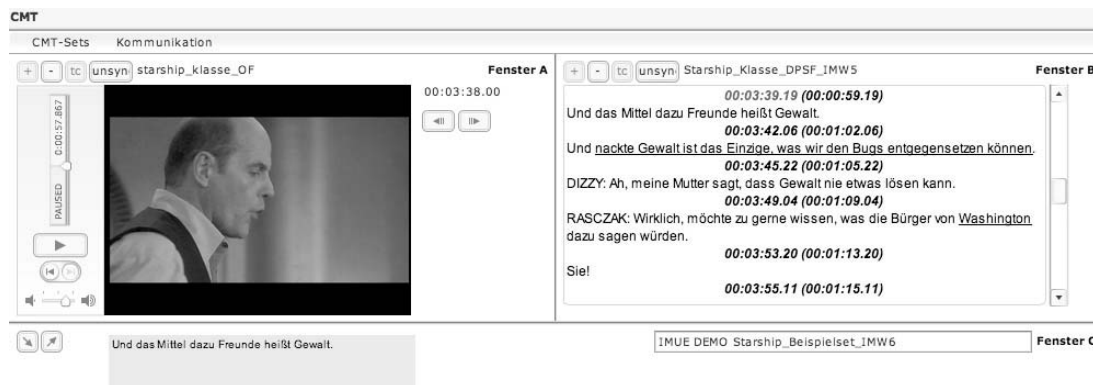 CMT
CMT-Sets Kommunikation
+ - tc unsyn starship_klasse_OF Fenster A
00:03:38.00
0:00:57.867
PAUSED
+ - tc unsyn Starship_Klasse_DPSF_IMW5 Fenster B
00:03:39.19 (00:00:59.19)
Und das Mittel dazu Freunde heißt Gewalt.
00:03:42.06 (00:01:02.06)
Und nackte Gewalt ist das Einzige, was wir den Bugs entgegensetzen können.
00:03:45.22 (00:01:05.22)
DIZZY: Ah, meine Mutter sagt, dass Gewalt nie etwas lösen kann.
00:03:49.04 (00:01:09.04)
RASCZAK: Wirklich, möchte zu gerne wissen, was die Bürger von Washington
dazu sagen würden.
00:03:53.20 (00:01:13.20)
Sie!
00:03:55.11 (00:01:15.11)
Und das Mittel dazu Freunde heißt Gewalt.
IMUE DEMO Starship_Beispielset_IMW6 Fenster C